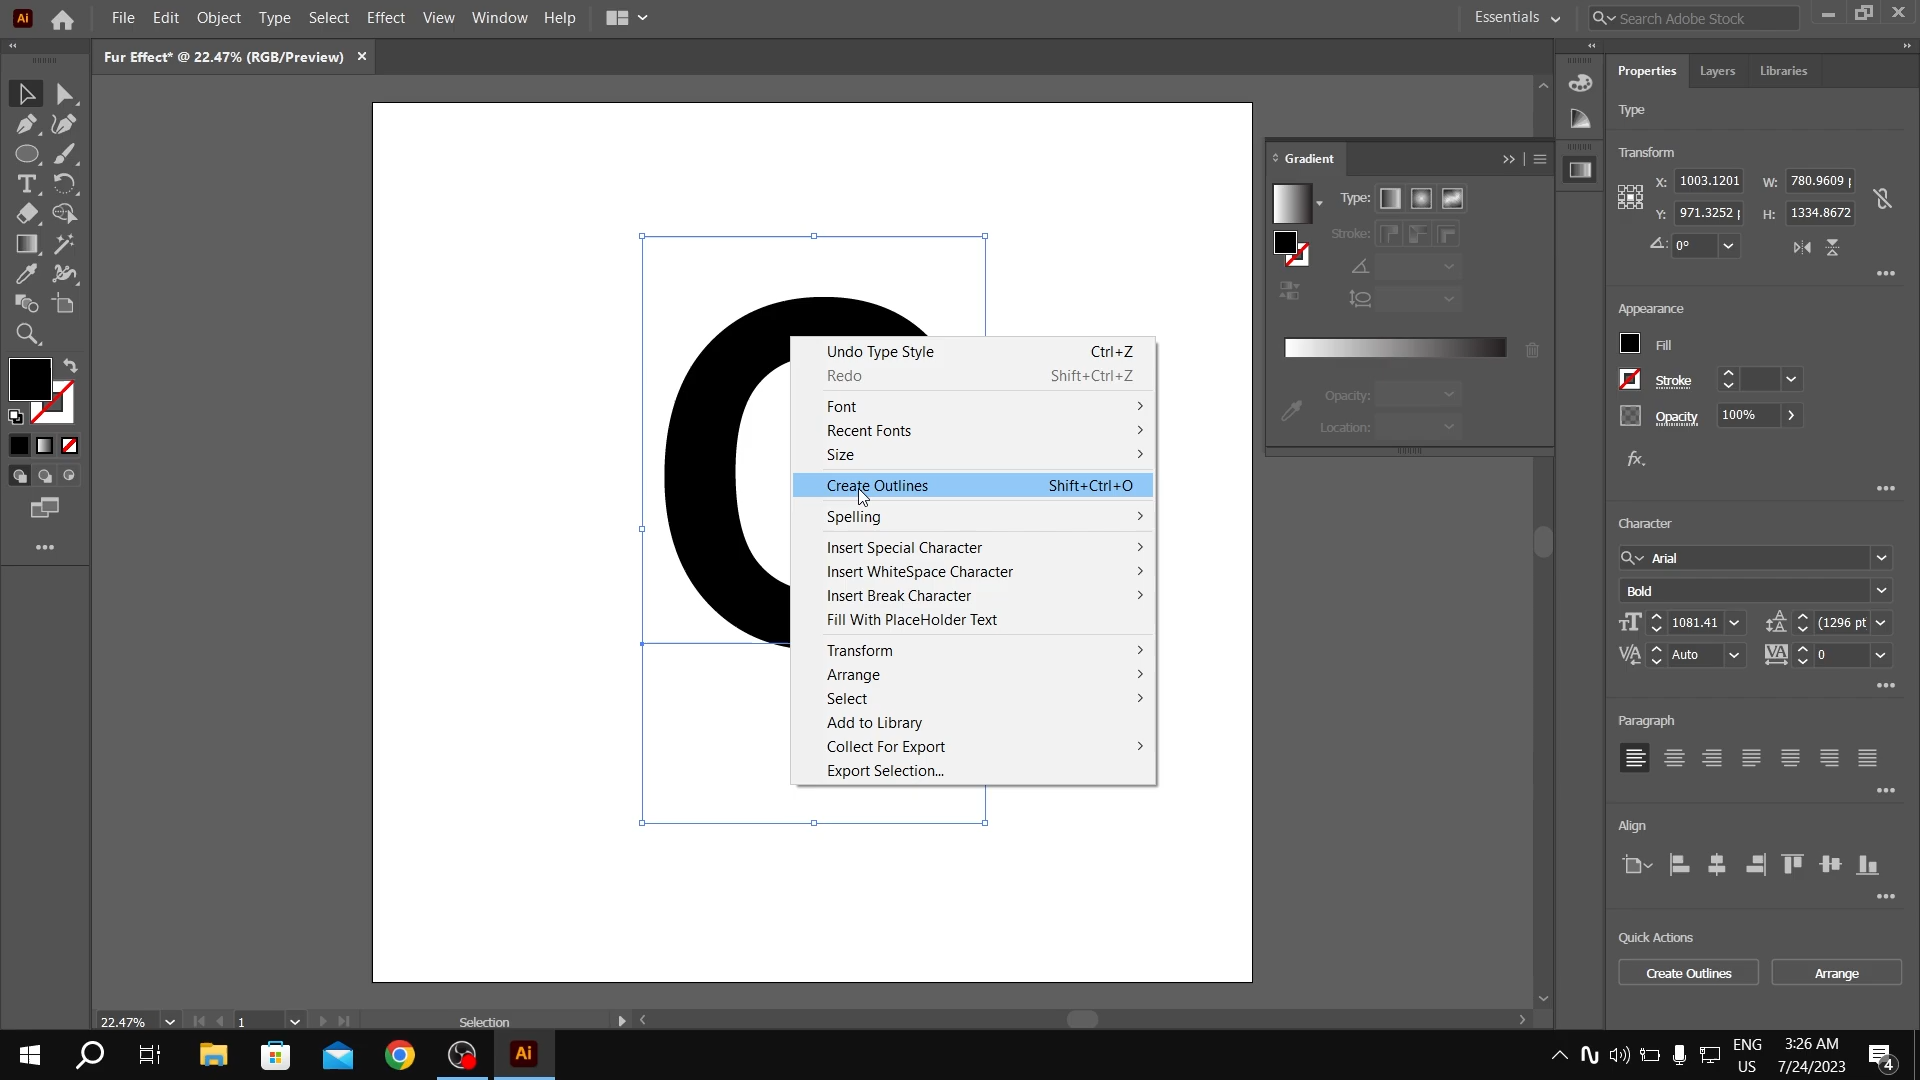 Ai File Edit Object Type Select Effect View Window Help Essentials Search Adobe Stock
Fur Effect* @ 22.47% (RGB/Preview)
Properties Layers Libraries
Type
Transform
X: 1003.1201 W: 780.9609
Y: 971.3252 H: 1334.8672
0°
Appearance
Fill
Stroke
Opacity 100%
fx.
Character
Arial
Bold
1081.41 (1296 pt
Auto 0
Paragraph
Align
Quick Actions
Create Outlines Arrange
Gradient
Type:
Stroke:
Opacity:
Location:
Undo Type Style Ctrl+Z
Redo Shift+Ctrl+Z
Font
Recent Fonts
Size
Create Outlines Shift+Ctrl+O
Spelling
Insert Special Character
Insert WhiteSpace Character
Insert Break Character
Fill With PlaceHolder Text
Transform
Arrange
Select
Add to Library
Collect For Export
Export Selection...
22.47% 1 Selection
Ai
ENG
US
3:26 AM
7/24/2023
4